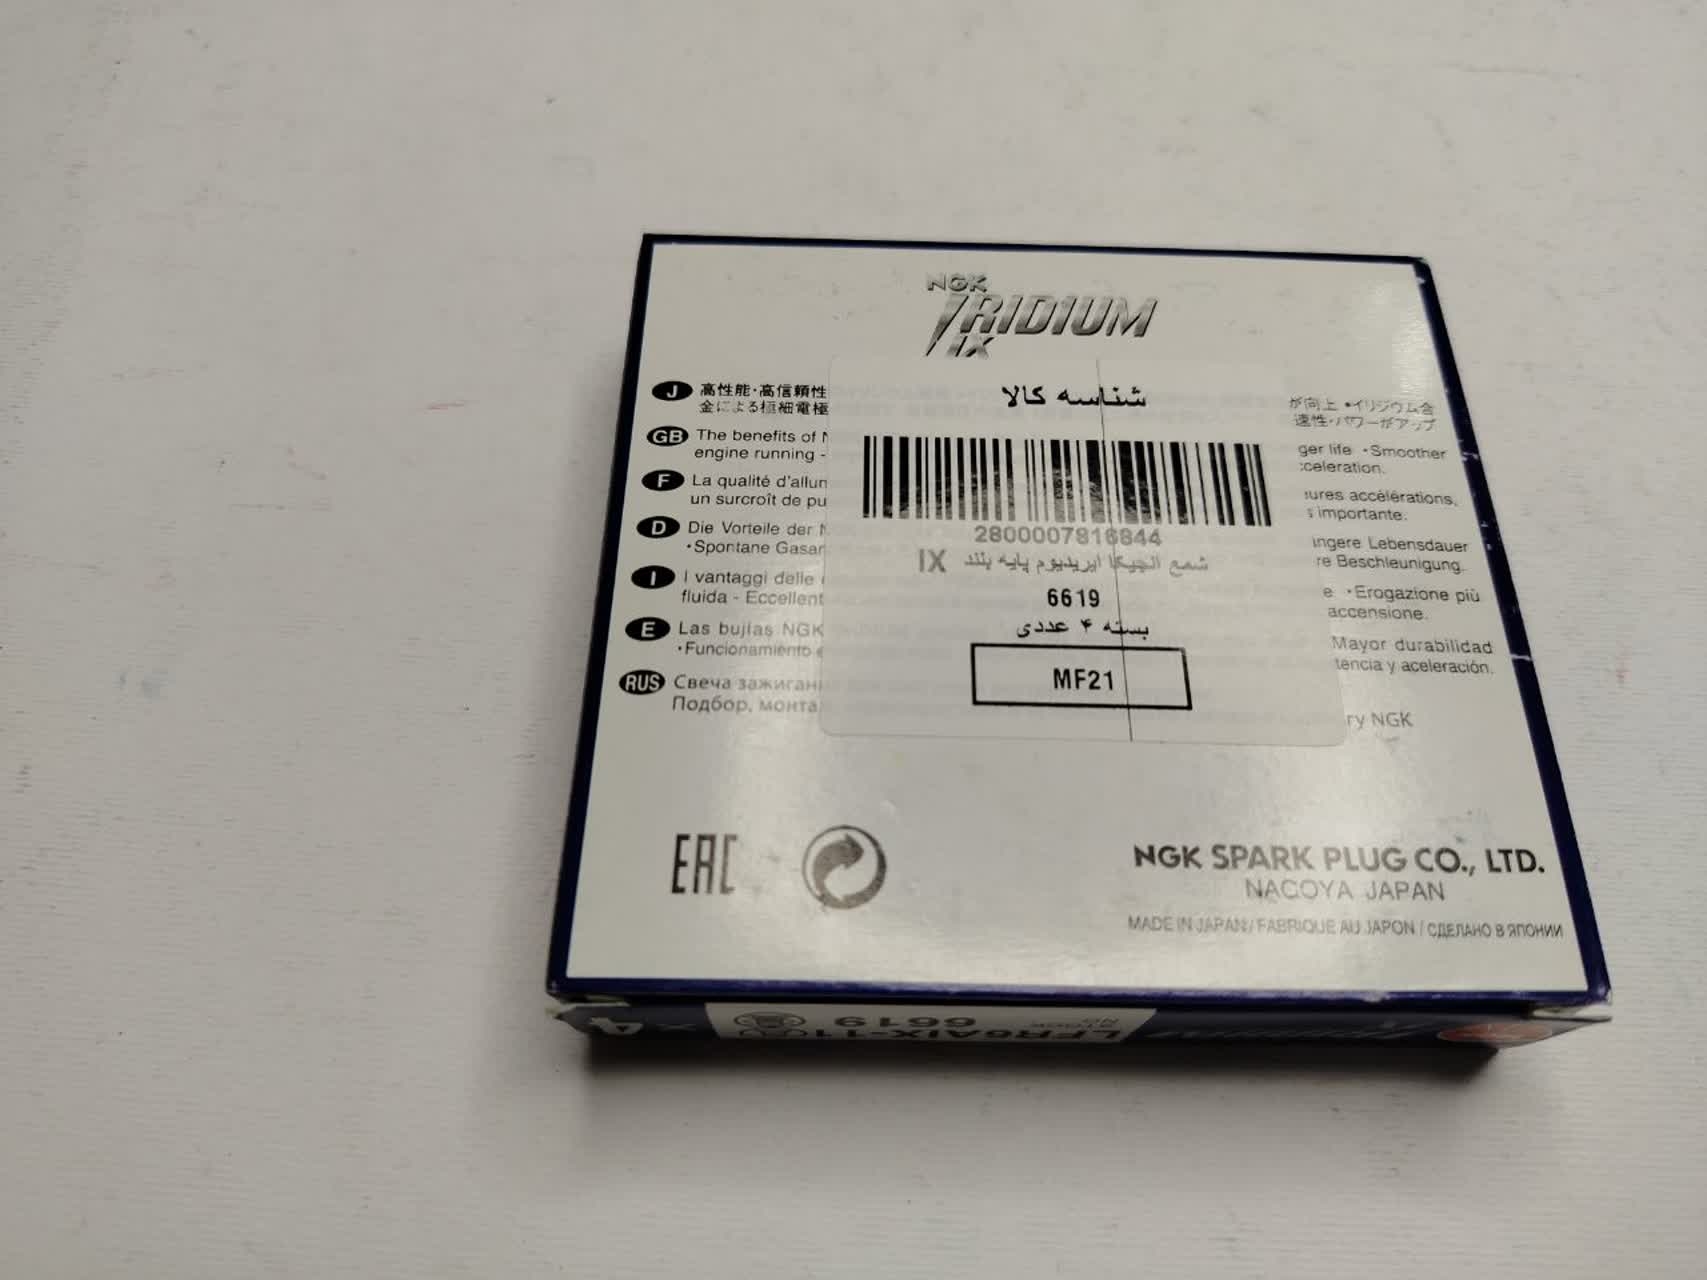 NGK
IRIDIUM
IX
شناسه کالا
2800007816844
شمع انجیکا ایریدیوم پایه بلند IX
6619
بسته ۴ عددی
MF21
J 高性能・高信頼性
金による極細電極
が向上 •イリジウム合
速性・パワーがアップ
GB The benefits of N
engine running -
ger life •Smoother
celeration.
F La qualité d'allum
un surcroît de pu
ures accélérations,
s importante.
D Die Vorteile der N
•Spontane Gasan
ngere Lebensdauer
re Beschleunigung.
I I vantaggi delle
fluida - Eccellent
e •Erogazione più
accensione.
E Las bujías NGK
•Funcionamiento e
Mayor durabilidad
tencia y aceleración.
RUS Свеча зажиган
Подбор, монта
ry NGK
EAC
NGK SPARK PLUG CO., LTD.
NAGOYA JAPAN
MADE IN JAPAN / FABRIQUE AU JAPON / СДЕЛАНО В ЯПОНИИ
LFR6AIX-11
STOCK NO. 6619
X 4